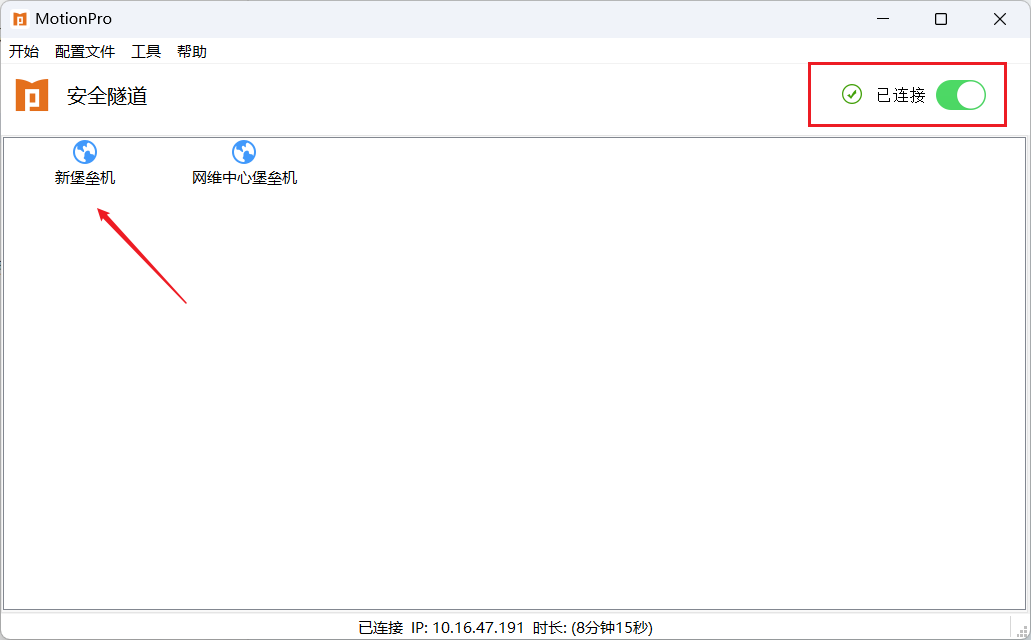 MotionPro
开始 配置文件 工具 帮助
安全隧道
已连接
新堡垒机 网维中心堡垒机
已连接 IP: 10.16.47.191 时长: (8分钟15秒)